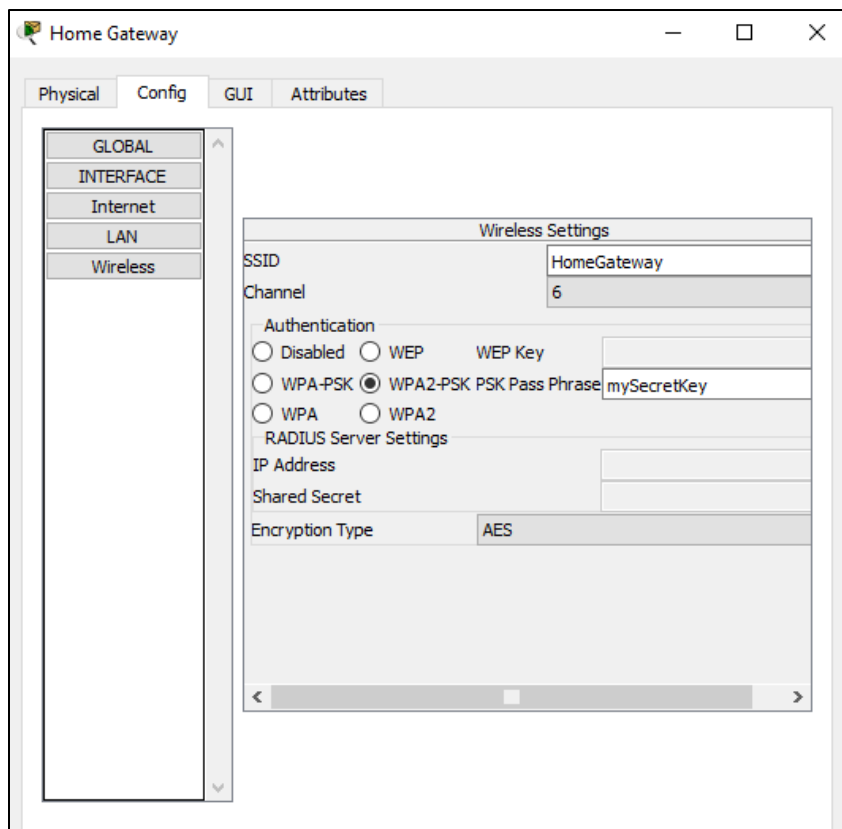 Home Gateway
Physical Config GUI Attributes
GLOBAL
INTERFACE
Internet
LAN
Wireless
Wireless Settings
SSID HomeGateway
Channel 6
Authentication
Disabled WEP WEP Key
WPA-PSK WPA2-PSK PSK Pass Phrase mySecretKey
WPA WPA2
RADIUS Server Settings
IP Address
Shared Secret
Encryption Type AES